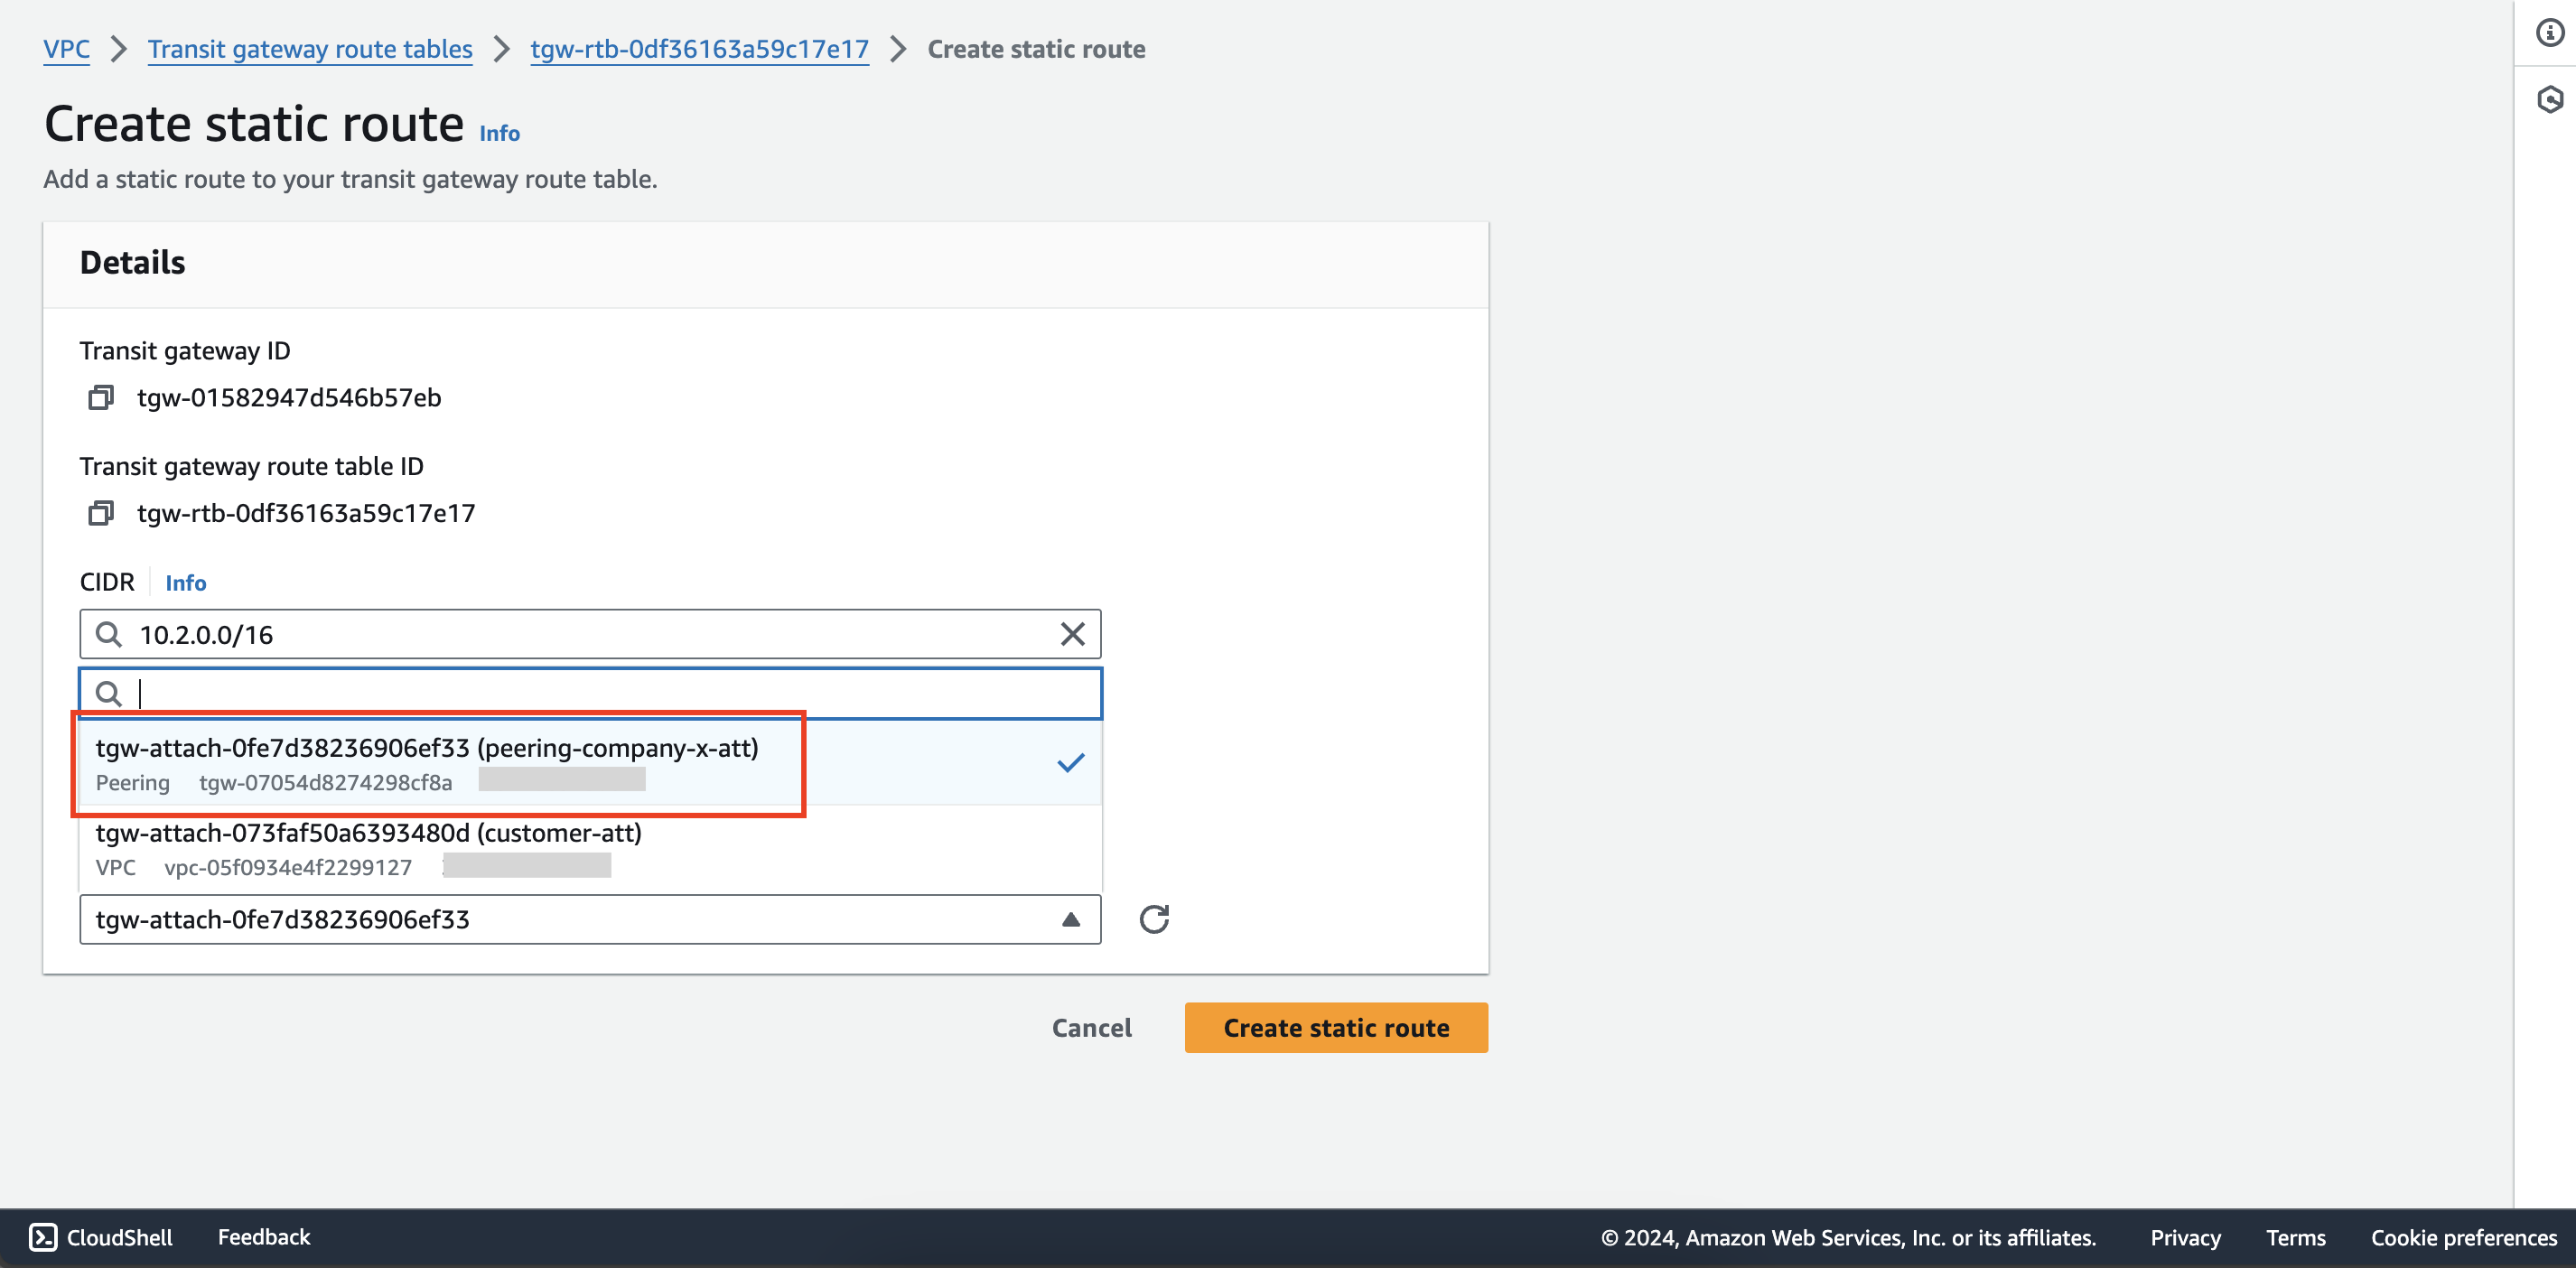 VPC > Transit gateway route tables > tgw-rtb-0df36163a59c17e17 > Create static route
Create static route Info
Add a static route to your transit gateway route table.
Details
Transit gateway ID
tgw-01582947d546b57eb
Transit gateway route table ID
tgw-rtb-0df36163a59c17e17
CIDR Info
10.2.0.0/16
tgw-attach-0fe7d38236906ef33 (peering-company-x-att)
Peering tgw-07054d8274298cf8a
tgw-attach-073faf50a6393480d (customer-att)
VPC vpc-05f0934e4f2299127
tgw-attach-0fe7d38236906ef33
Cancel Create static route
CloudShell Feedback © 2024, Amazon Web Services, Inc. or its affiliates. Privacy Terms Cookie preferences